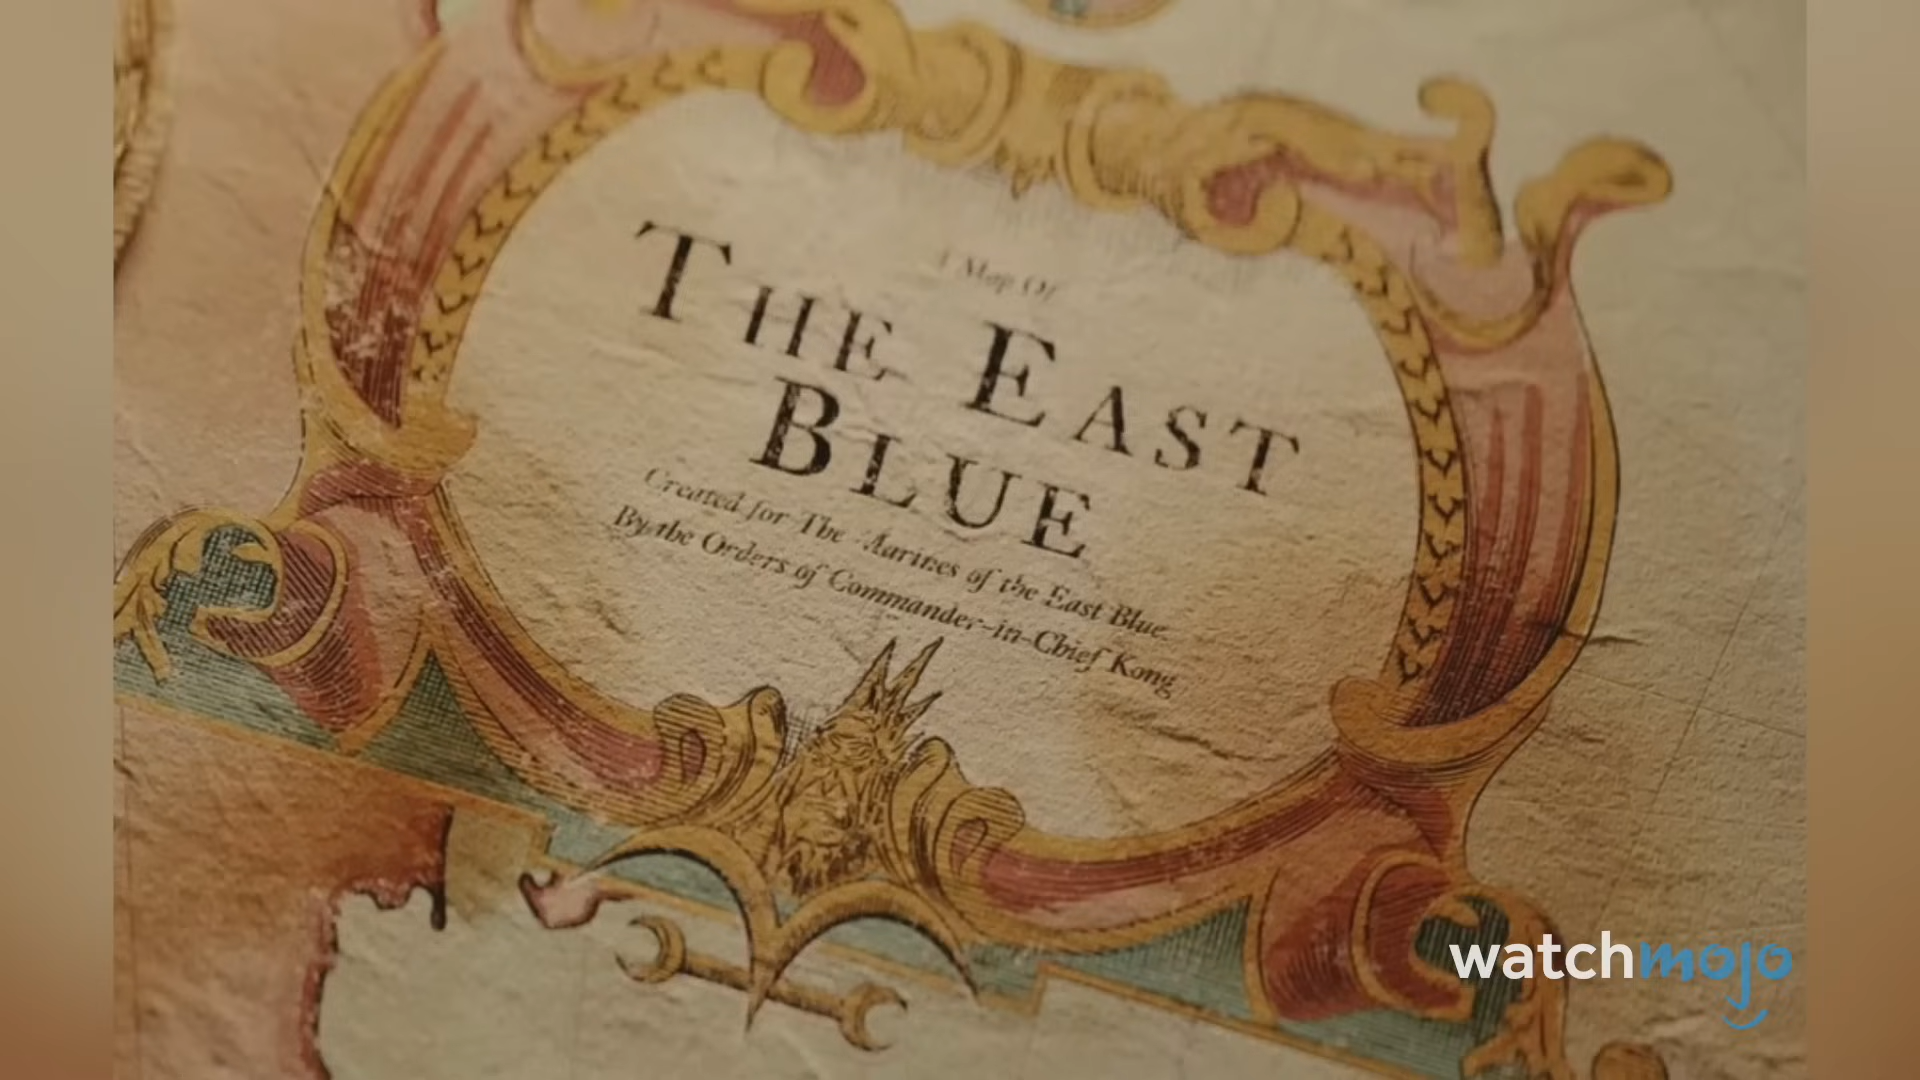 A Map Of
THE EAST
BLUE
Created for The Marines of the East Blue
By the Orders of Commander-in-Chief Kong
watchmojo